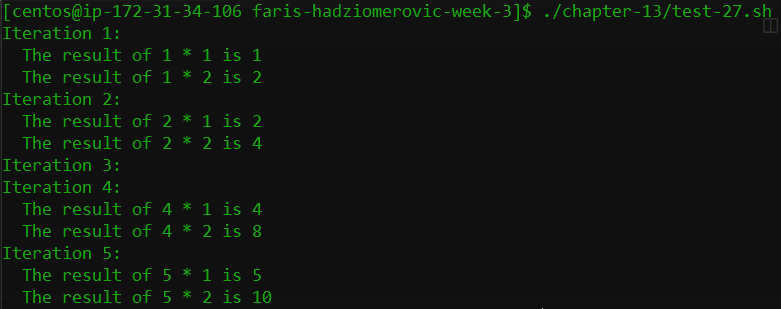 [centos@ip-172-31-34-106 faris-hadziomerovic-week-3]$ ./chapter-13/test-27.sh
Iteration 1:
  The result of 1 * 1 is 1
  The result of 1 * 2 is 2
Iteration 2:
  The result of 2 * 1 is 2
  The result of 2 * 2 is 4
Iteration 3:
Iteration 4:
  The result of 4 * 1 is 4
  The result of 4 * 2 is 8
Iteration 5:
  The result of 5 * 1 is 5
  The result of 5 * 2 is 10